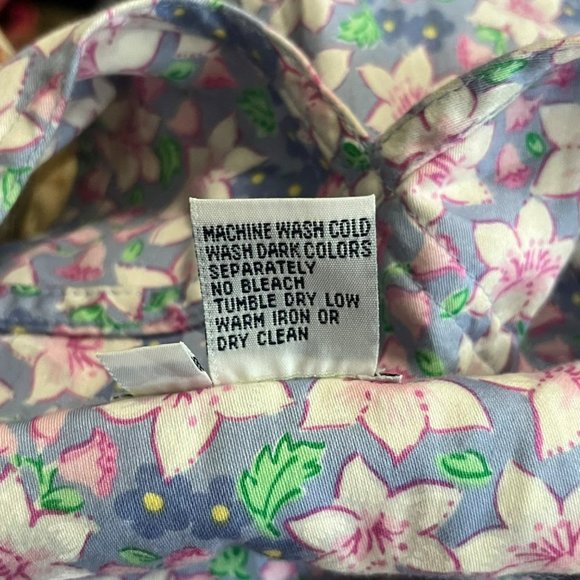 MACHINE WASH COLD
WASH DARK COLORS
SEPARATELY
NO BLEACH
TUMBLE DRY LOW
WARM IRON OR
DRY CLEAN